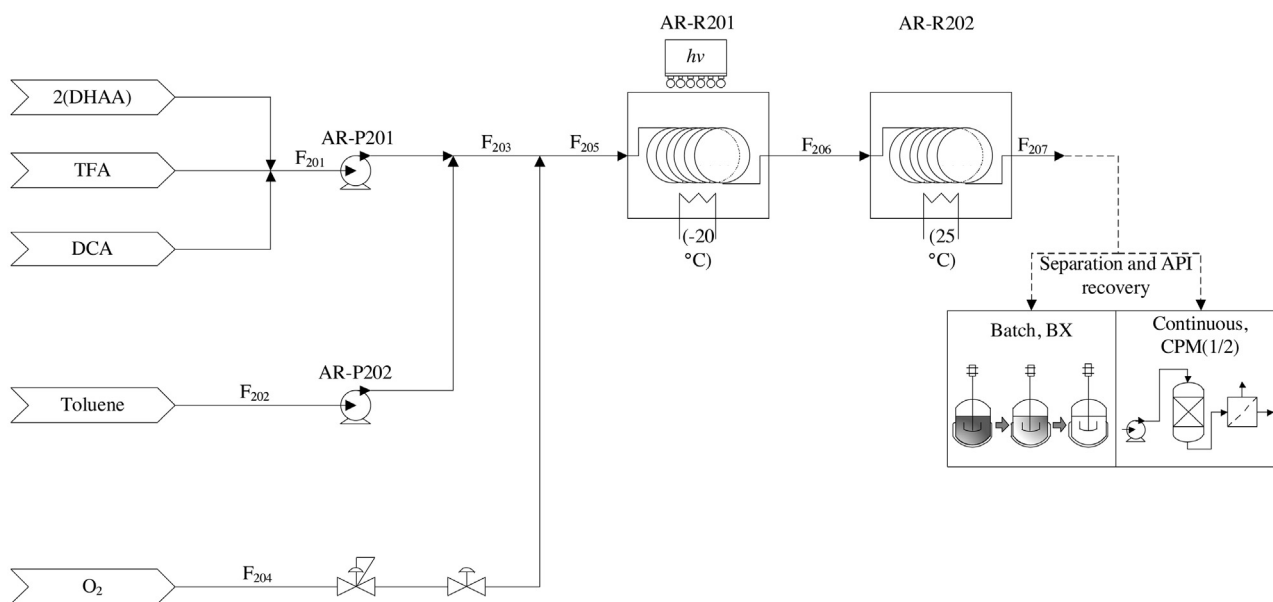 AR-R201
AR-R202
hv
2(DHAA)
AR-P201
F203
F205
F206
F207
TFA
F201
DCA
(-20
°C)
(25
°C)
Separation and API
recovery
Batch, BX
Continuous,
CPM(1/2)
AR-P202
Toluene
F202
O2
F204